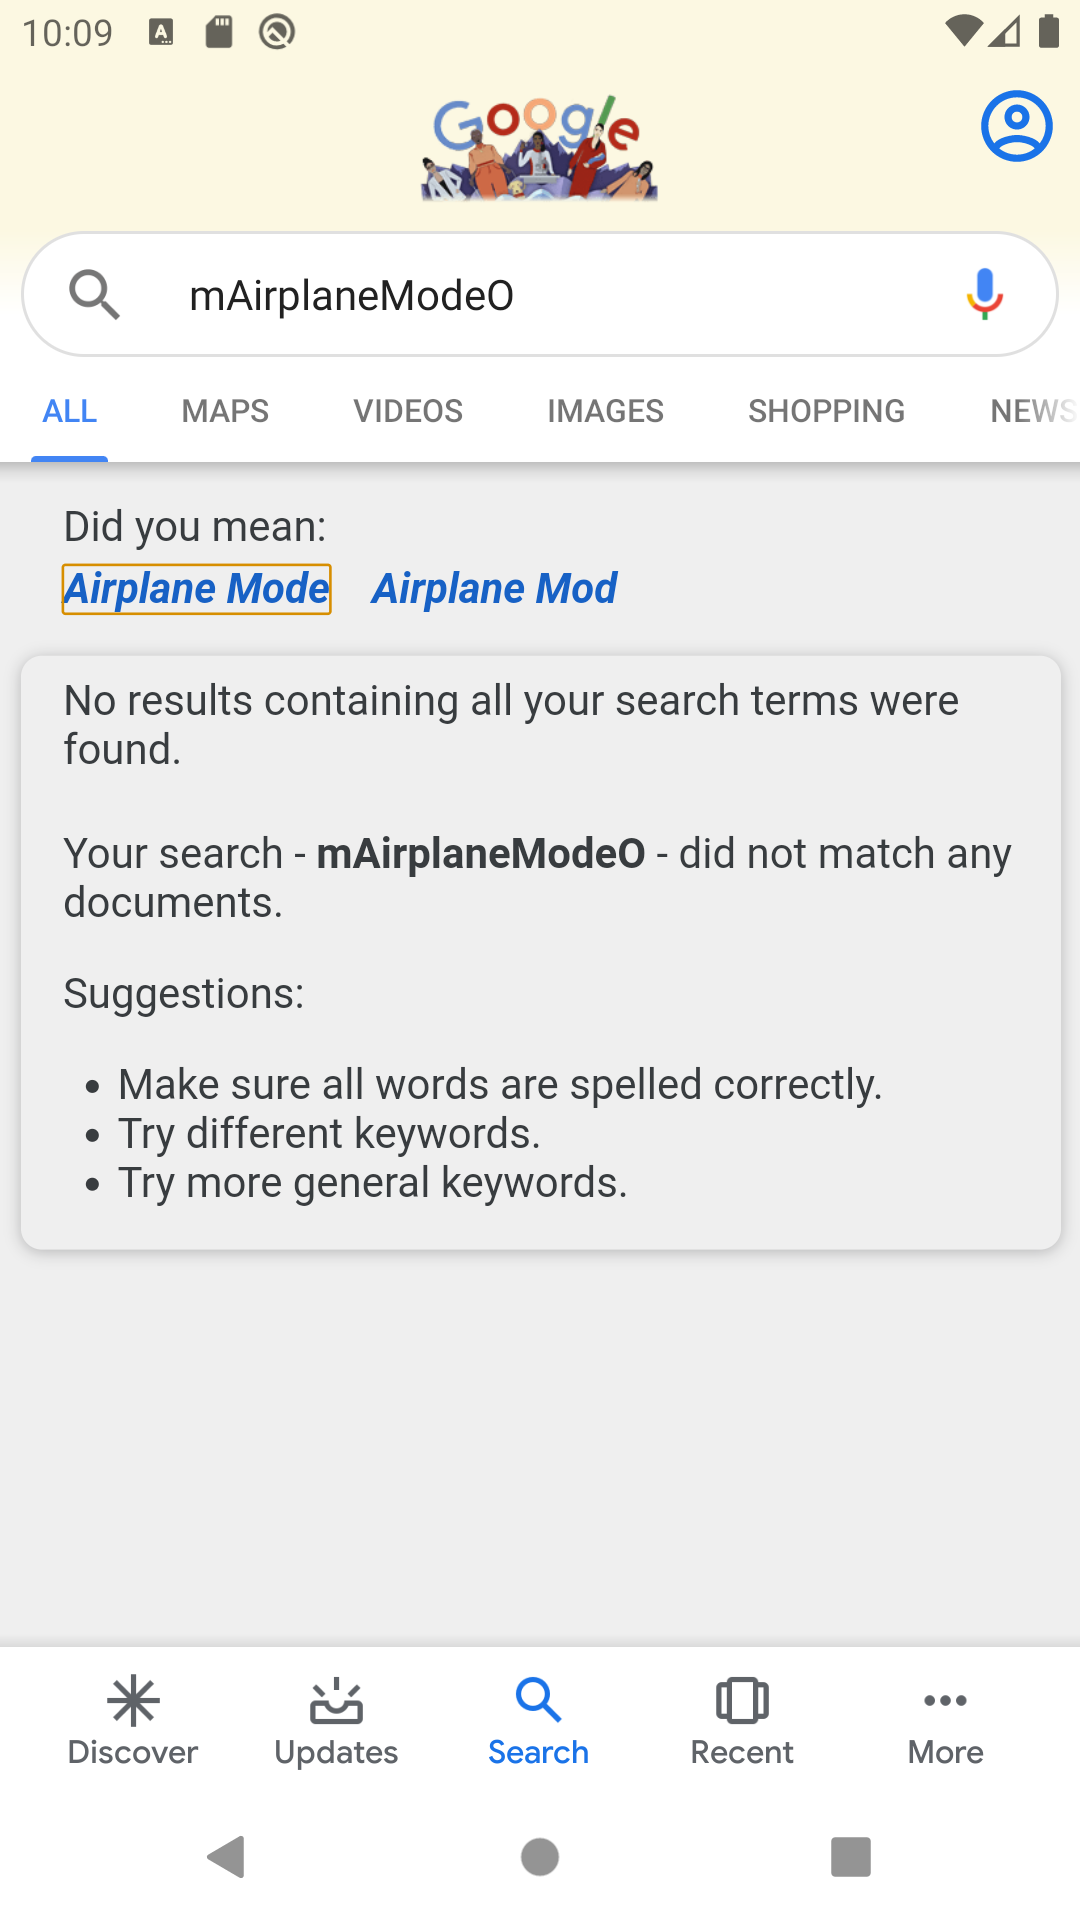 10:09
Google
mAirplaneModeO
ALL MAPS VIDEOS IMAGES SHOPPING NEWS
Did you mean:
Airplane Mode Airplane Mod
No results containing all your search terms were
found.
Your search - mAirplaneModeO - did not match any
documents.
Suggestions:
• Make sure all words are spelled correctly.
• Try different keywords.
• Try more general keywords.
Discover Updates Search Recent More